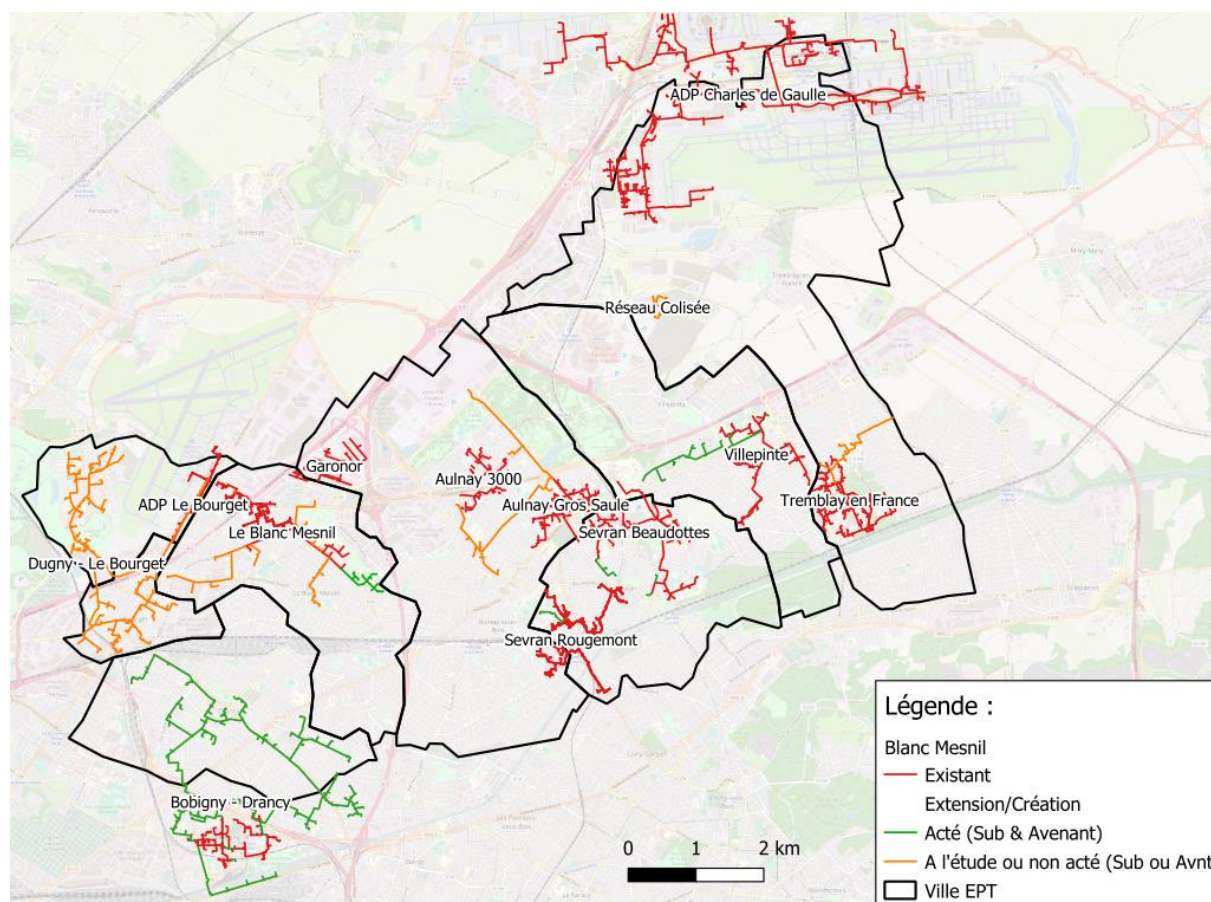 ADP Charles de Gaulle
Réseau Colisée
Villepinte
Garonor
Aulnay 3000
ADP Le Bourget
Aulnay Gros Saule
Tremblay en France
Le Blanc Mesnil
Sevran Beaudottes
Dugny - Le Bourget
Sevran Rougemont
Bobigny - Drancy
0 1 2 km
Légende :
Blanc Mesnil
Existant
Extension/Création
Acté (Sub & Avenant)
A l'étude ou non acté (Sub ou Avnt
Ville EPT